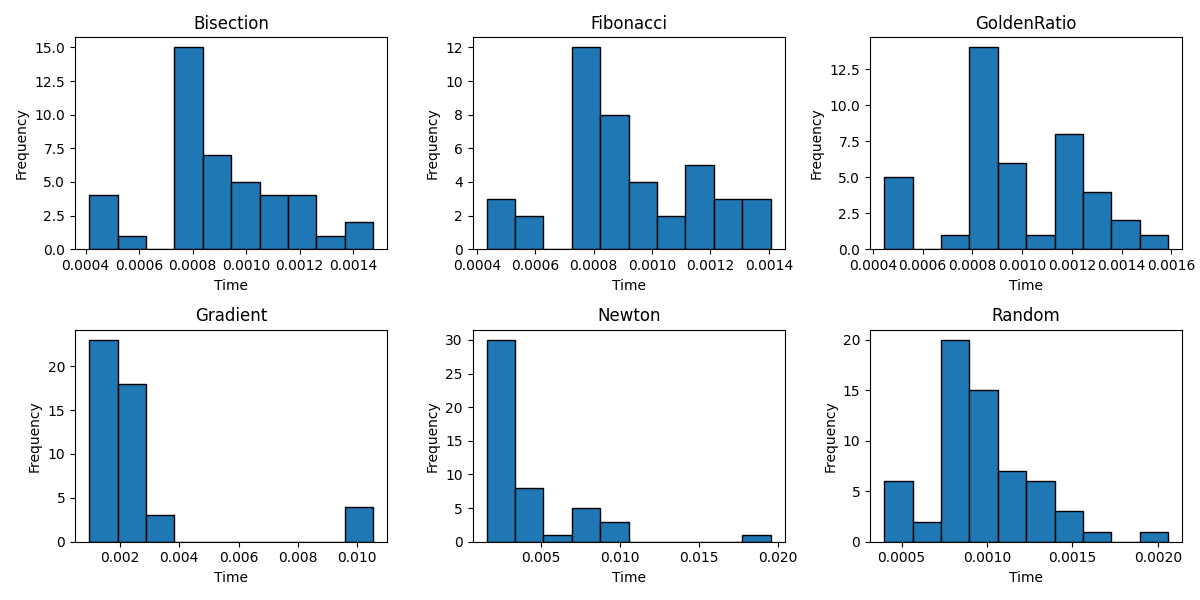 Bisection
Fibonacci
GoldenRatio
Frequency
15.0
12.5
10.0
7.5
5.0
2.5
0.0
0.0004 0.0006 0.0008 0.0010 0.0012 0.0014
Time
Frequency
12
10
8
6
4
2
0
0.0004 0.0006 0.0008 0.0010 0.0012 0.0014
Time
Frequency
12.5
10.0
7.5
5.0
2.5
0.0
0.0004 0.0006 0.0008 0.0010 0.0012 0.0014 0.0016
Time
Gradient
Newton
Random
Frequency
20
15
10
5
0
0.002 0.004 0.006 0.008 0.010
Time
Frequency
30
25
20
15
10
5
0
0.005 0.010 0.015 0.020
Time
Frequency
20
15
10
5
0
0.0005 0.0010 0.0015 0.0020
Time